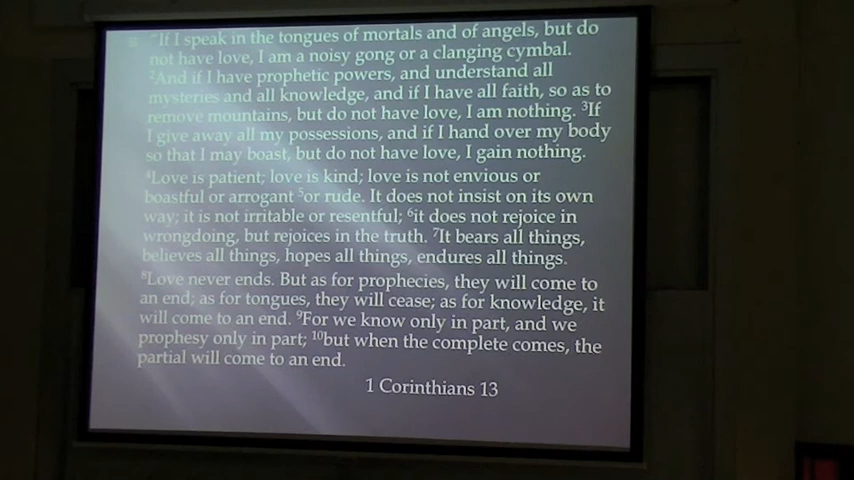 "If I speak in the tongues of mortals and of angels, but do
not have love, I am a noisy gong or a clanging cymbal.
²And if I have prophetic powers, and understand all
mysteries and all knowledge, and if I have all faith, so as to
remove mountains, but do not have love, I am nothing. ³If
I give away all my possessions, and if I hand over my body
so that I may boast, but do not have love, I gain nothing.
⁴Love is patient; love is kind; love is not envious or
boastful or arrogant ⁵or rude. It does not insist on its own
way; it is not irritable or resentful; ⁶it does not rejoice in
wrongdoing, but rejoices in the truth. ⁷It bears all things,
believes all things, hopes all things, endures all things.
⁸Love never ends. But as for prophecies, they will come to
an end; as for tongues, they will cease; as for knowledge, it
will come to an end. ⁹For we know only in part, and we
prophesy only in part; ¹⁰but when the complete comes, the
partial will come to an end.
1 Corinthians 13